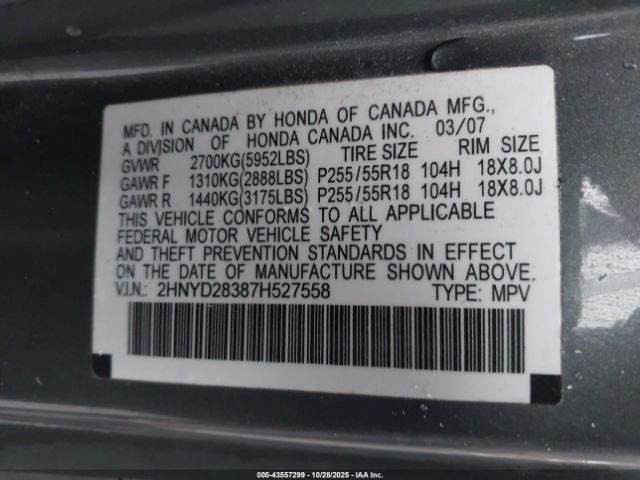 MFD. IN CANADA BY HONDA OF CANADA MFG.,
A DIVISION OF HONDA CANADA INC. 03/07
GVWR 2700KG(5952LBS) TIRE SIZE RIM SIZE
GAWR F 1310KG(2888LBS) P255/55R18 104H 18X8.0J
GAWR R 1440KG(3175LBS) P255/55R18 104H 18X8.0J
THIS VEHICLE CONFORMS TO ALL APPLICABLE
FEDERAL MOTOR VEHICLE SAFETY
AND THEFT PREVENTION STANDARDS IN EFFECT
ON THE DATE OF MANUFACTURE SHOWN ABOVE.
V.I.N.: 2HNYD28387H527558 TYPE: MPV
000-43557299 - 10/28/2025 - IAA Inc.